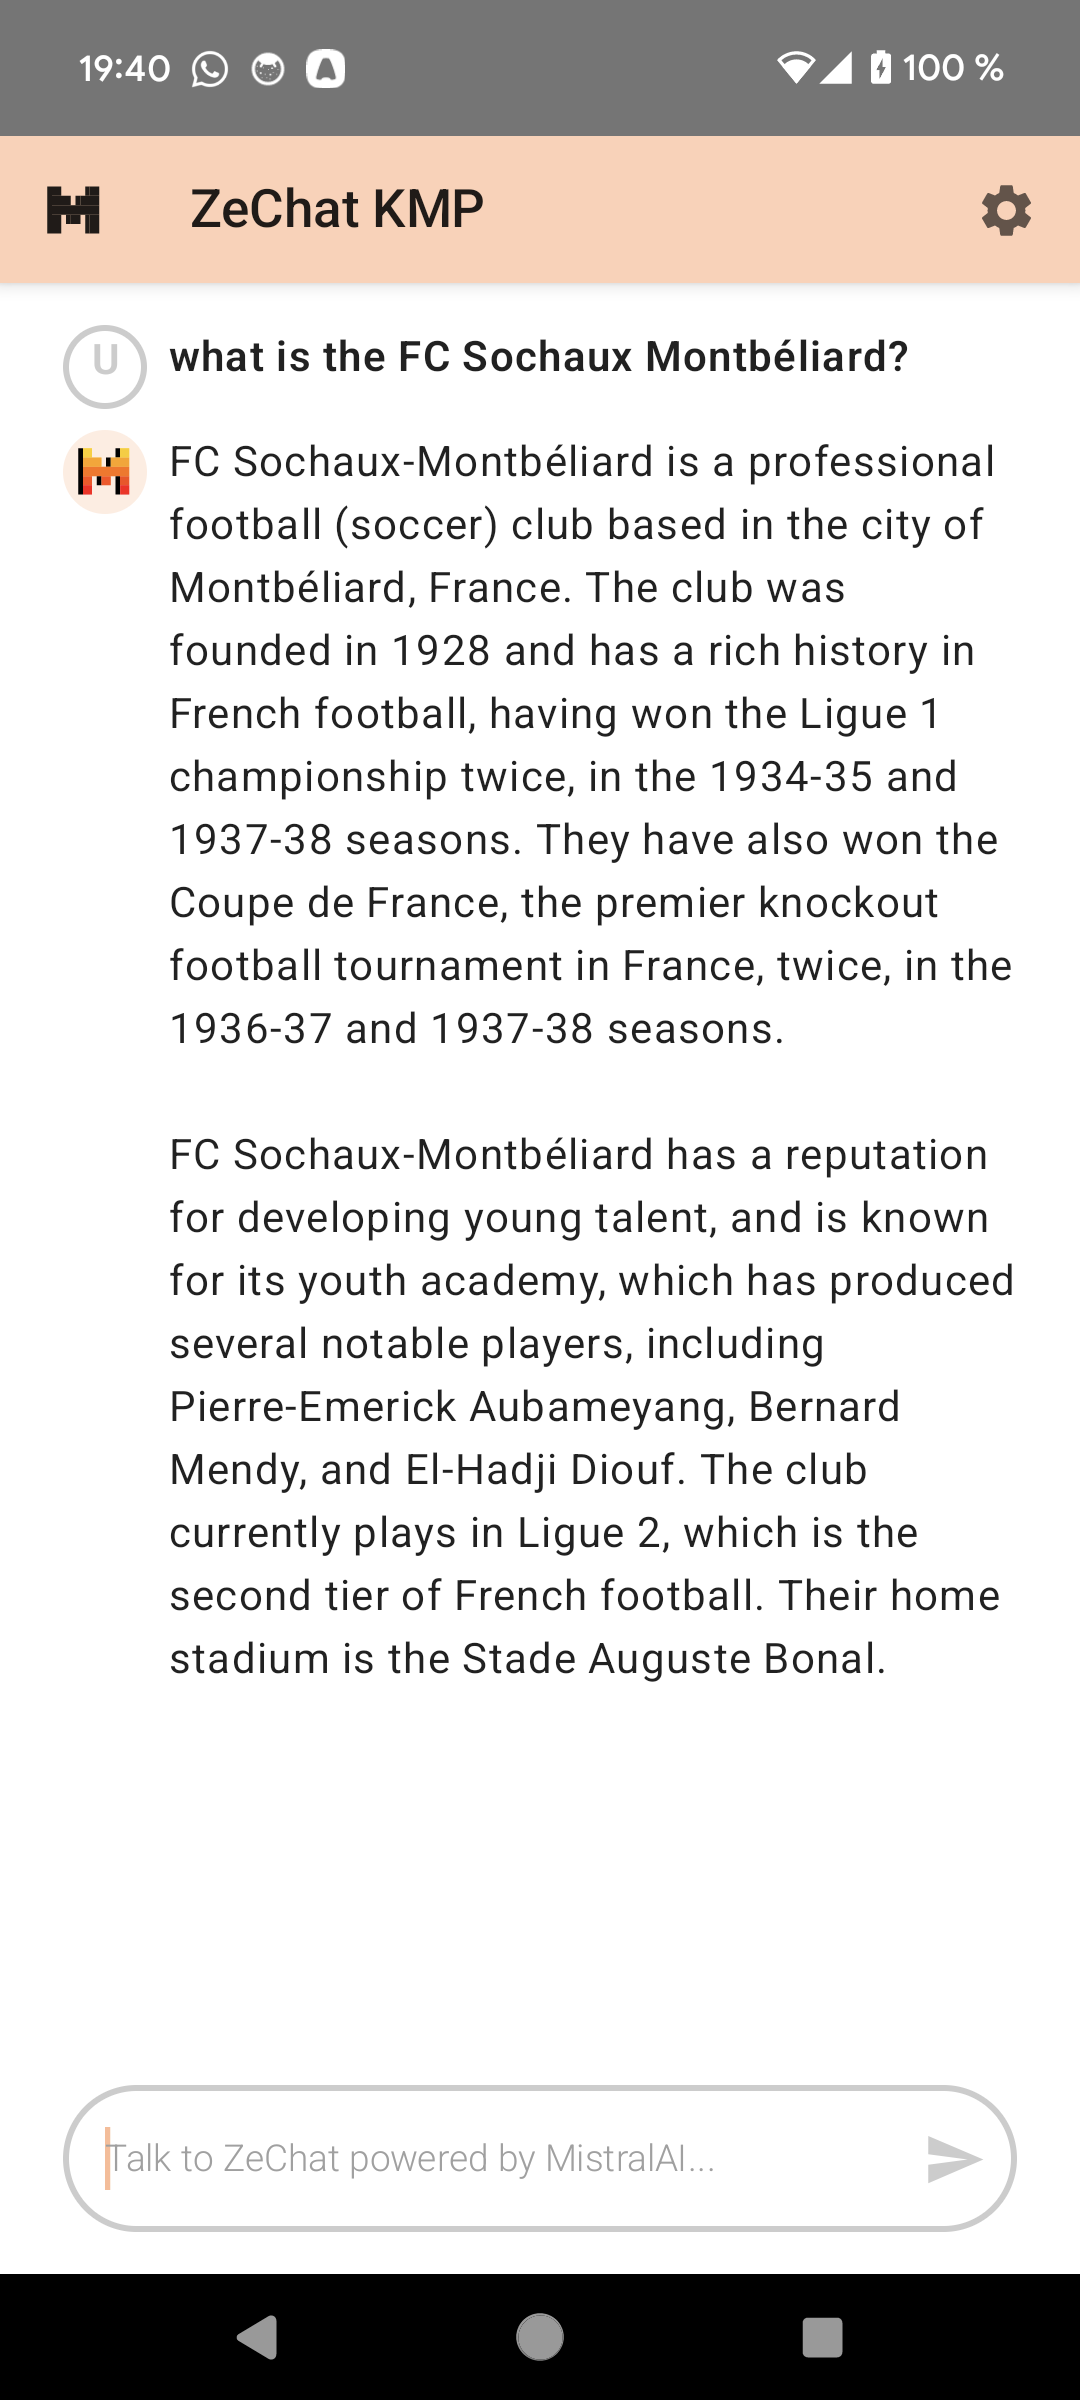 19:40
100 %
ZeChat KMP
U
what is the FC Sochaux Montbéliard?
FC Sochaux-Montbéliard is a professional
football (soccer) club based in the city of
Montbéliard, France. The club was
founded in 1928 and has a rich history in
French football, having won the Ligue 1
championship twice, in the 1934-35 and
1937-38 seasons. They have also won the
Coupe de France, the premier knockout
football tournament in France, twice, in the
1936-37 and 1937-38 seasons.
FC Sochaux-Montbéliard has a reputation
for developing young talent, and is known
for its youth academy, which has produced
several notable players, including
Pierre-Emerick Aubameyang, Bernard
Mendy, and El-Hadji Diouf. The club
currently plays in Ligue 2, which is the
second tier of French football. Their home
stadium is the Stade Auguste Bonal.
Talk to ZeChat powered by MistralAI...